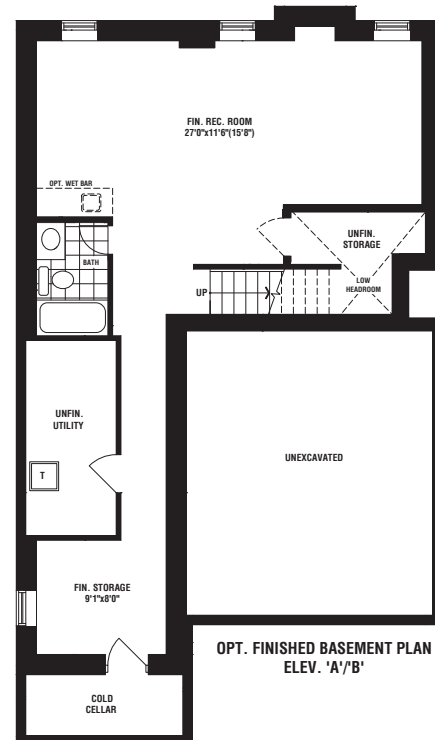 FIN. REC. ROOM
27'0"x11'6"(15'8")
OPT. WET BAR
UNFIN.
STORAGE
BATH
LOW
HEADROOM
UP
UNFIN.
UTILITY
T
UNEXCAVATED
FIN. STORAGE
9'1"x8'0"
OPT. FINISHED BASEMENT PLAN
ELEV. 'A'/'B'
COLD
CELLAR